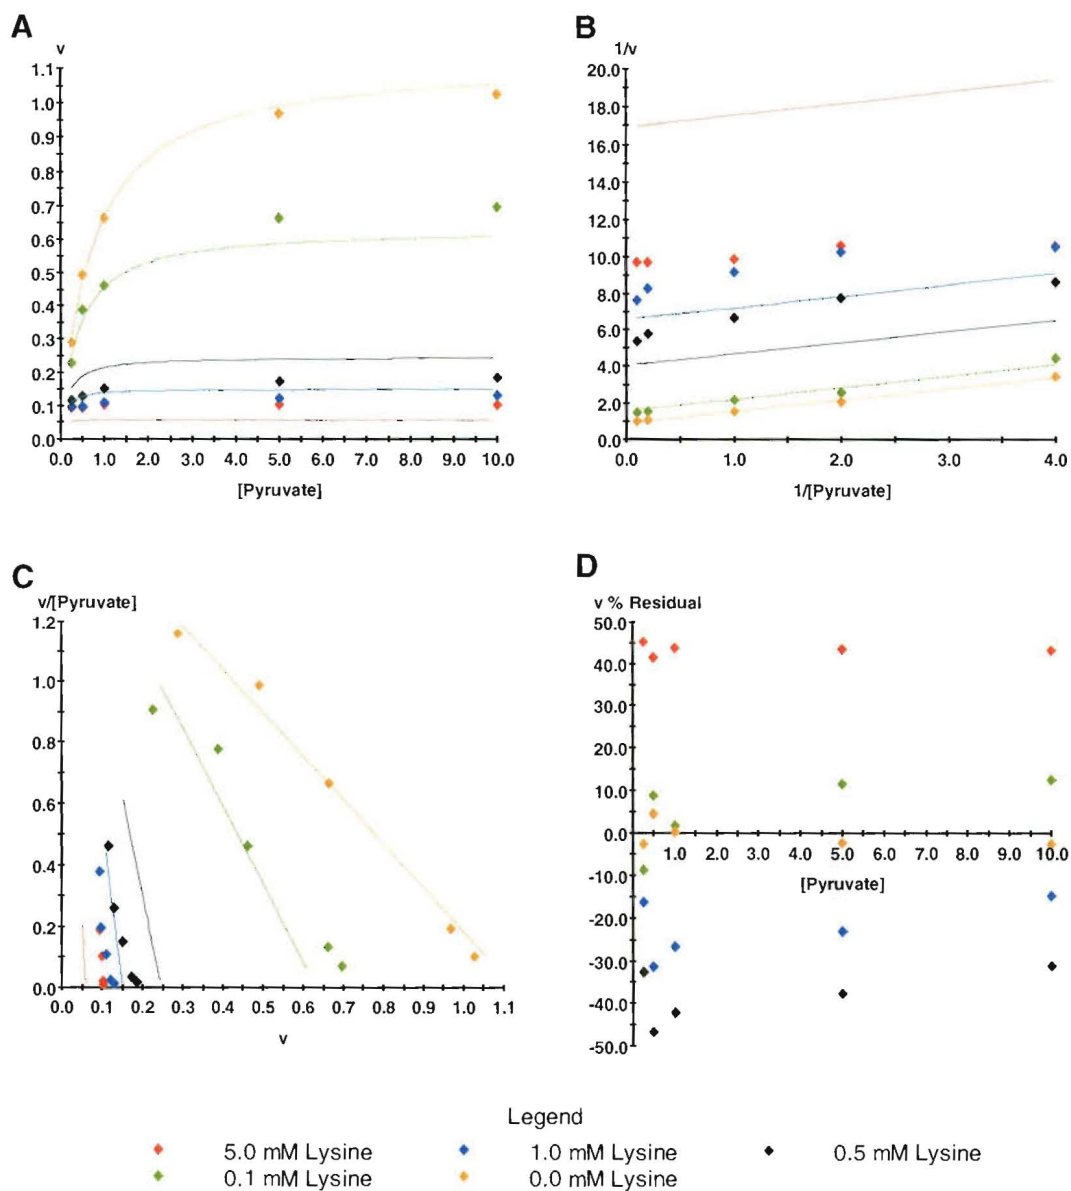 A
v
1.1
1.0
0.9
0.8
0.7
0.6
0.5
0.4
0.3
0.2
0.1
0.0
0.0 1.0 2.0 3.0 4.0 5.0 6.0 7.0 8.0 9.0 10.0
[Pyruvate]
B
1/v
20.0
18.0
16.0
14.0
12.0
10.0
8.0
6.0
4.0
2.0
0.0
0.0 1.0 2.0 3.0 4.0
1/[Pyruvate]
C
v/[Pyruvate]
1.2
1.0
0.8
0.6
0.4
0.2
0.0
0.0 0.1 0.2 0.3 0.4 0.5 0.6 0.7 0.8 0.9 1.0 1.1
v
D
v % Residual
50.0
40.0
30.0
20.0
10.0
0.0
-10.0
-20.0
-30.0
-40.0
-50.0
1.0 2.0 3.0 4.0 5.0 6.0 7.0 8.0 9.0 10.0
[Pyruvate]
Legend
5.0 mM Lysine 1.0 mM Lysine 0.5 mM Lysine
0.1 mM Lysine 0.0 mM Lysine